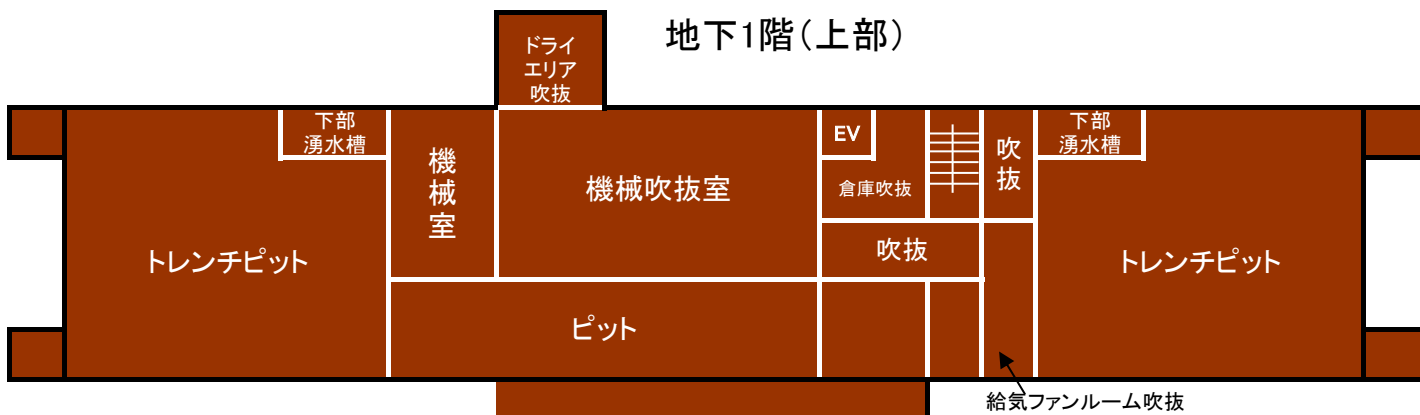 地下1階（上部）
ドライ
エリア
吹抜
下部
湧水槽
機
械
室
機械吹抜室
EV
倉庫吹抜
吹
抜
下部
湧水槽
トレンチピット
吹抜
トレンチピット
ピット
給気ファンルーム吹抜